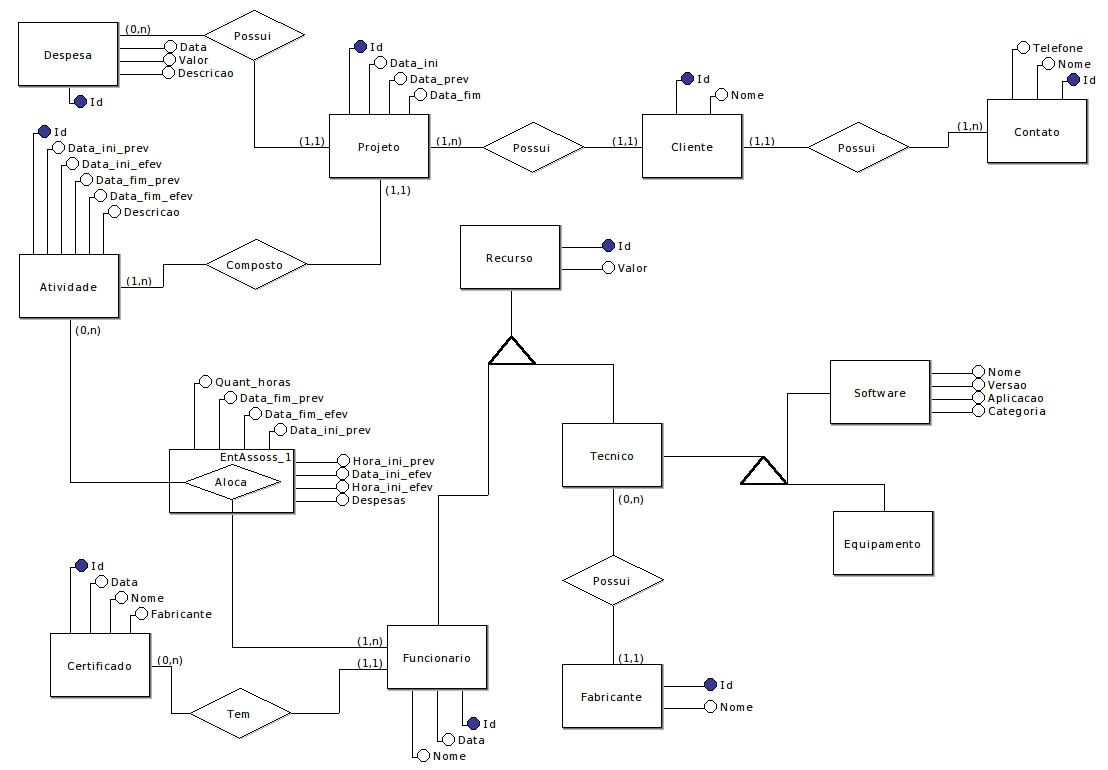 (0,n)
Despesa
Data
Valor
Descricao
Id
Possui
Id
Data_ini
Data_prev
Data_fim
(1,1)
Projeto
(1,n)
(1,1)
Possui
(1,1)
Id
Nome
Cliente
(1,1)
Possui
(1,n)
Telefone
Nome
Id
Contato
Id
Data_ini_prev
Data_ini_efev
Data_fim_prev
Data_fim_efev
Descricao
Atividade
(1,n)
(0,n)
Composto
Recurso
Id
Valor
Quant_horas
Data_fim_prev
Data_fim_efev
Data_ini_prev
EntAssoss_1
Aloca
Hora_ini_prev
Data_ini_efev
Hora_ini_efev
Despesas
Tecnico
(0,n)
Software
Nome
Versao
Aplicacao
Categoria
Equipamento
Possui
(1,1)
Fabricante
Id
Nome
Id
Data
Nome
Fabricante
Certificado
(0,n)
Tem
(1,n)
(1,1)
Funcionario
Id
Data
Nome